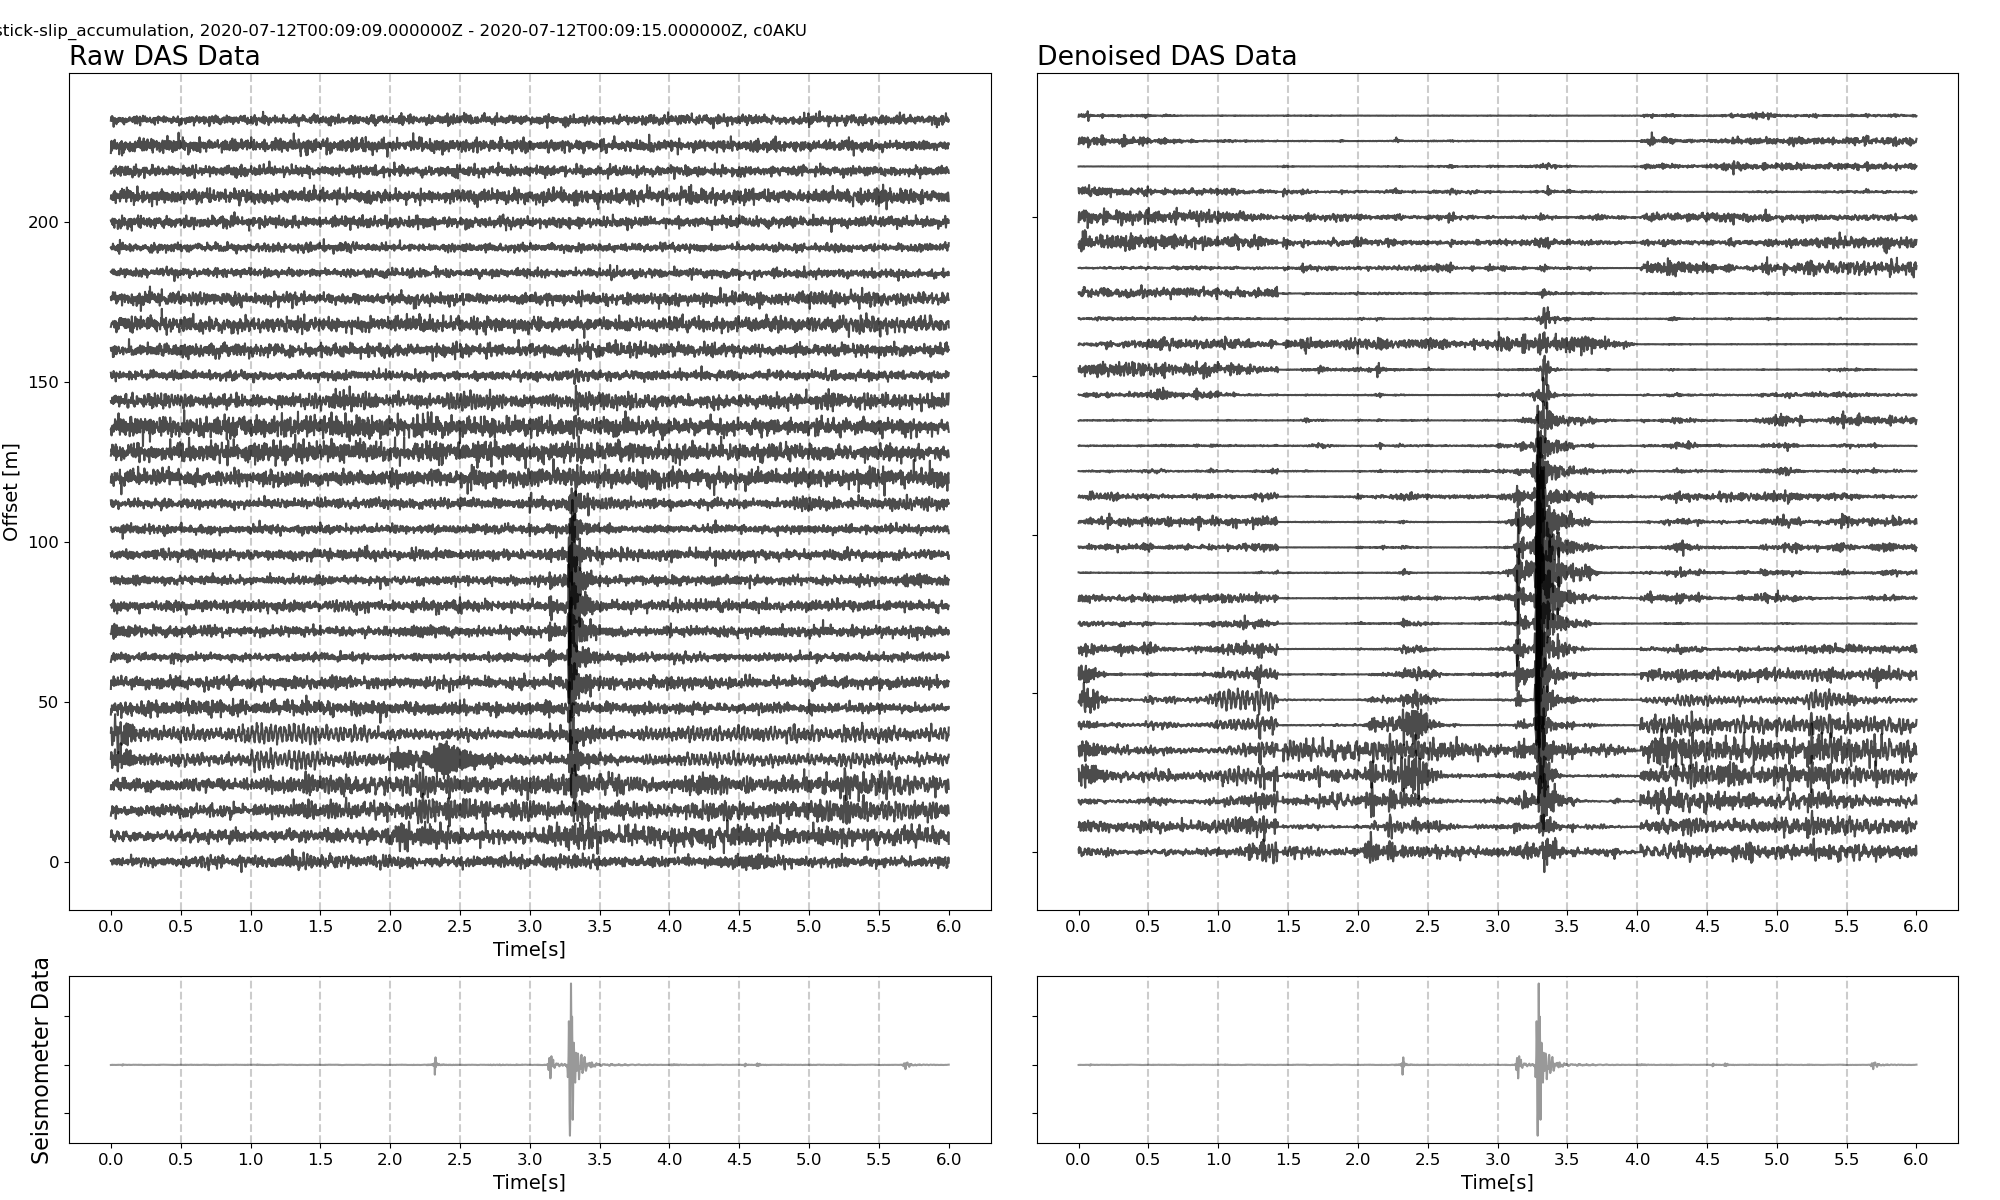 stick-slip_accumulation, 2020-07-12T00:09:09.000000Z - 2020-07-12T00:09:15.000000Z, c0AKU
Raw DAS Data
Denoised DAS Data
Offset [m]
200
150
100
50
0
0.0 0.5 1.0 1.5 2.0 2.5 3.0 3.5 4.0 4.5 5.0 5.5 6.0
Time[s]
0.0 0.5 1.0 1.5 2.0 2.5 3.0 3.5 4.0 4.5 5.0 5.5 6.0
Seismometer Data
0.0 0.5 1.0 1.5 2.0 2.5 3.0 3.5 4.0 4.5 5.0 5.5 6.0
Time[s]
0.0 0.5 1.0 1.5 2.0 2.5 3.0 3.5 4.0 4.5 5.0 5.5 6.0
Time[s]